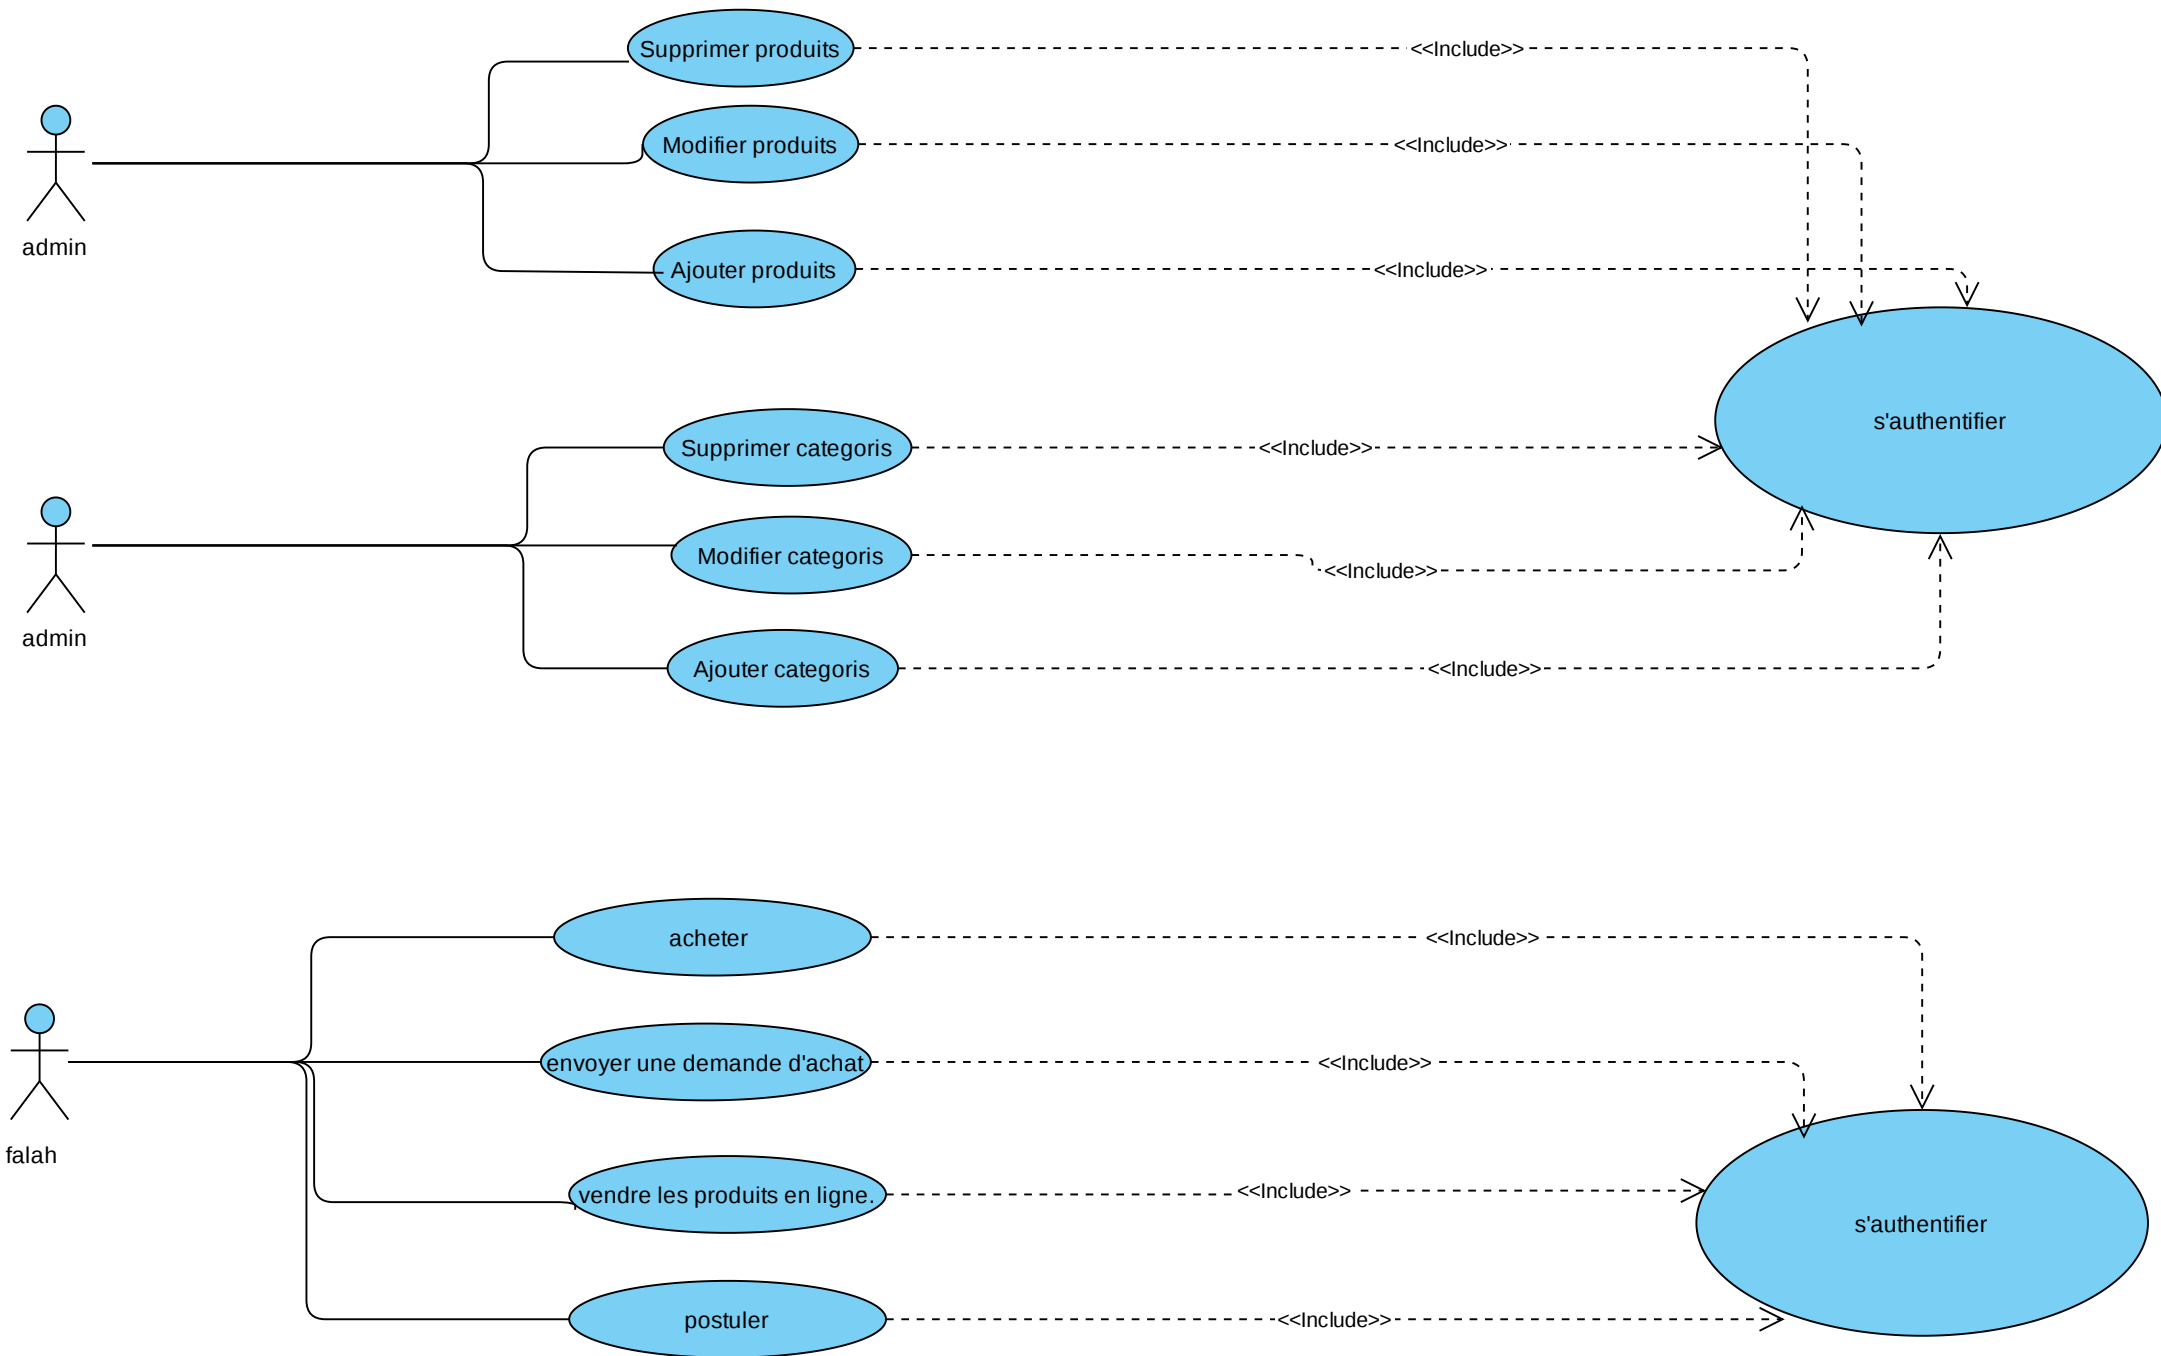 Supprimer produits
<<Include>>
Modifier produits
<<Include>>
admin
Ajouter produits
<<Include>>
s'authentifier
Supprimer categoris
<<Include>>
Modifier categoris
<<Include>>
admin
Ajouter categoris
<<Include>>
acheter
<<Include>>
envoyer une demande d'achat
<<Include>>
falah
vendre les produits en ligne.
<<Include>>
s'authentifier
postuler
<<Include>>